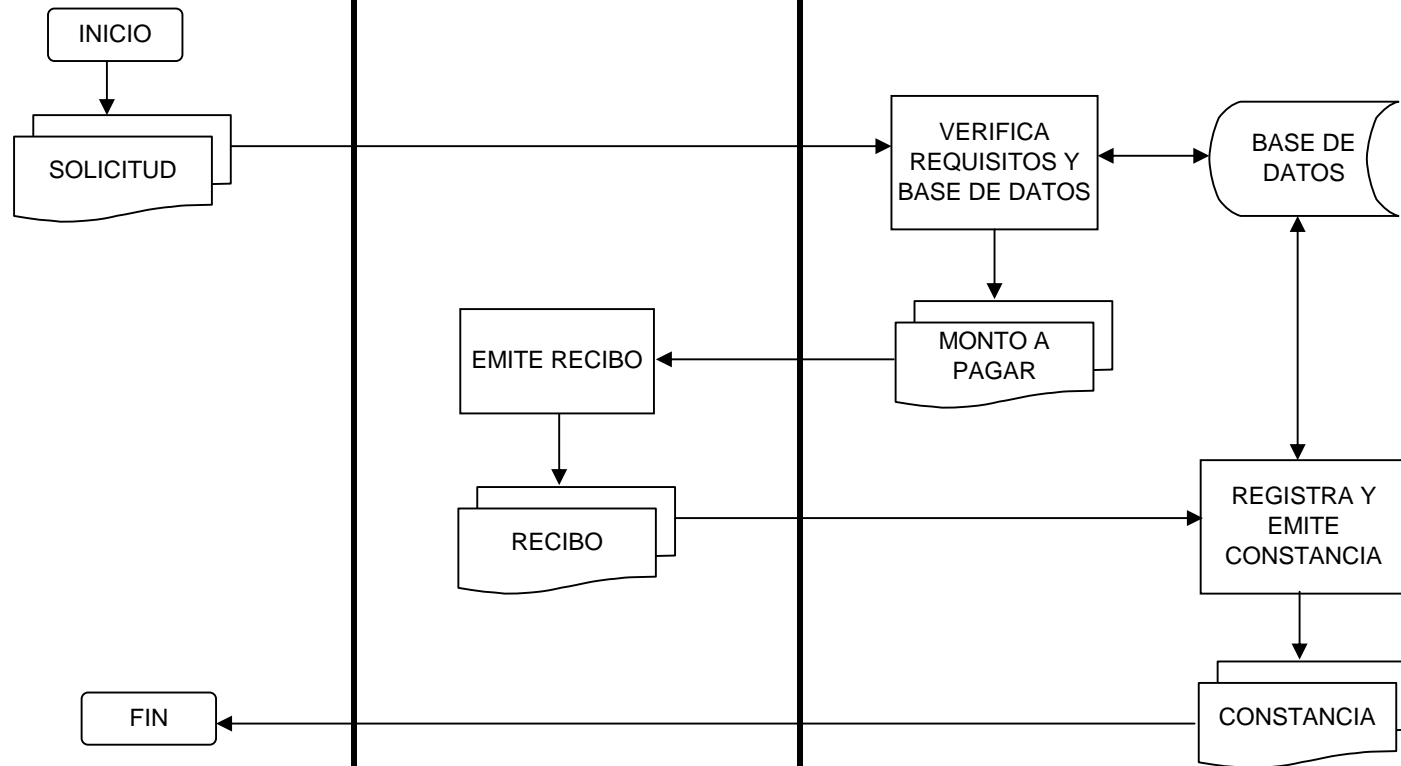 INICIO
SOLICITUD
VERIFICA
REQUISITOS Y
BASE DE DATOS
BASE DE
DATOS
MONTO A
PAGAR
EMITE RECIBO
RECIBO
REGISTRA Y
EMITE
CONSTANCIA
CONSTANCIA
FIN